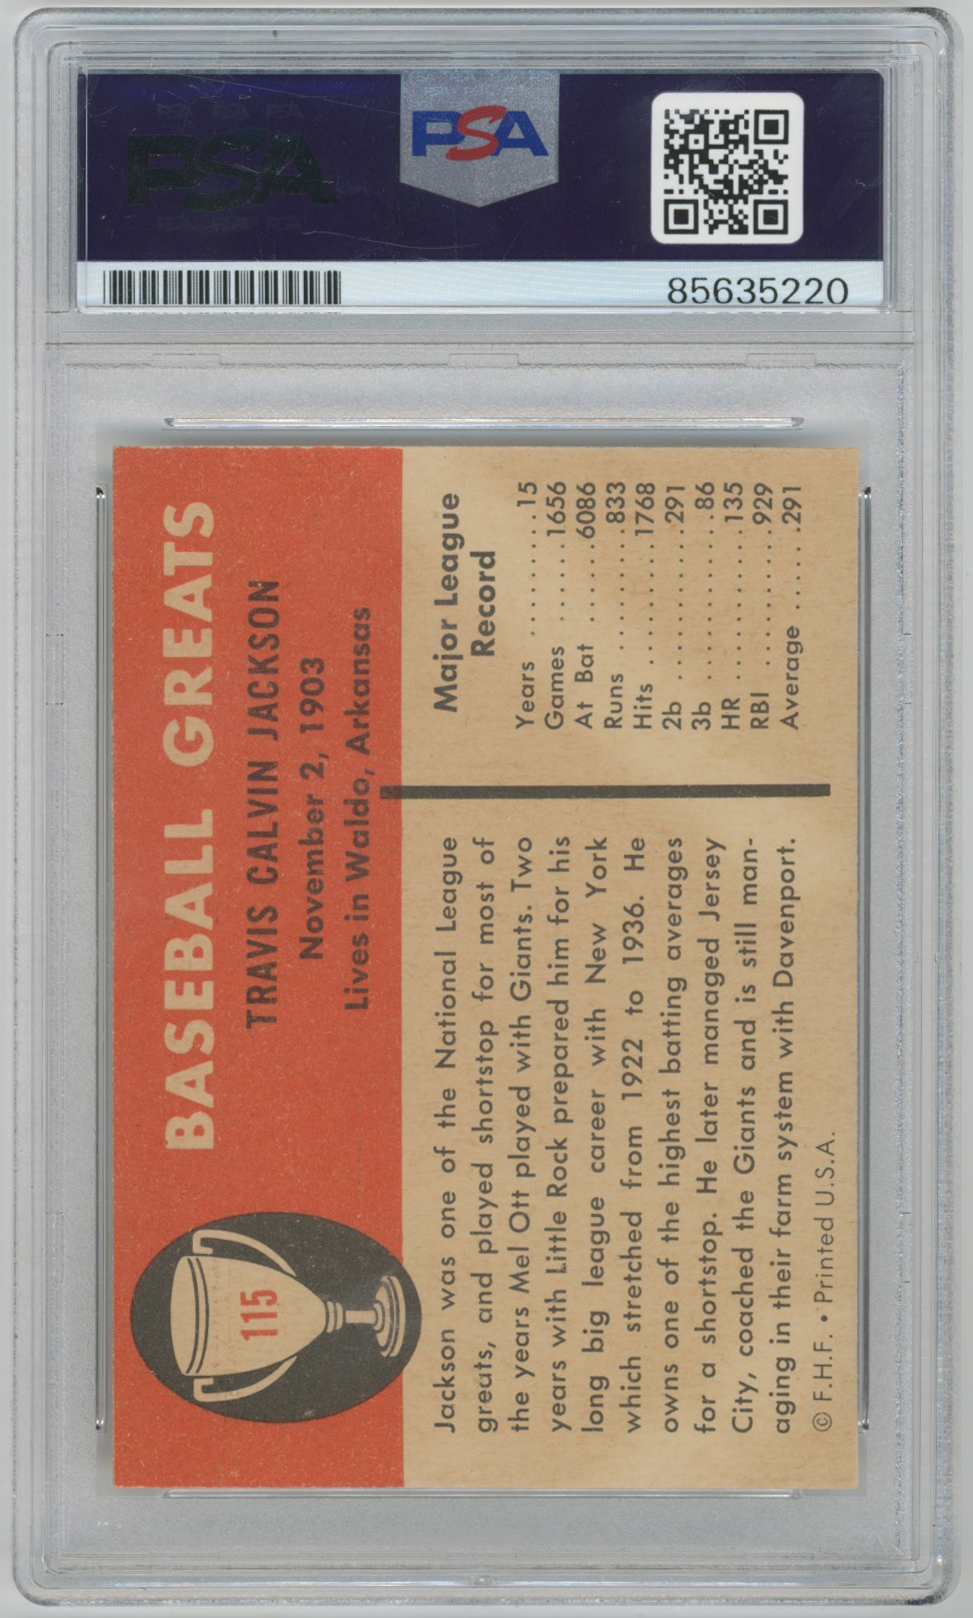 PSA
PSA
85635220
115
BASEBALL GREATS
TRAVIS CALVIN JACKSON
November 2, 1903
Lives in Waldo, Arkansas
Jackson was one of the National League
greats, and played shortstop for most of
the years Mel Ott played with Giants. Two
years with Little Rock prepared him for his
long big league career with New York
which stretched from 1922 to 1936. He
owns one of the highest batting averages
for a shortstop. He later managed Jersey
City, coached the Giants and is still man-
aging in their farm system with Davenport.
© F.H.F. • Printed U.S.A.
Major League
Record
Years ..........15
Games ......1656
At Bat ......6086
Runs ........833
Hits ........1768
2b ..........291
3b ..........86
HR ..........135
RBI ..........929
Average ......291